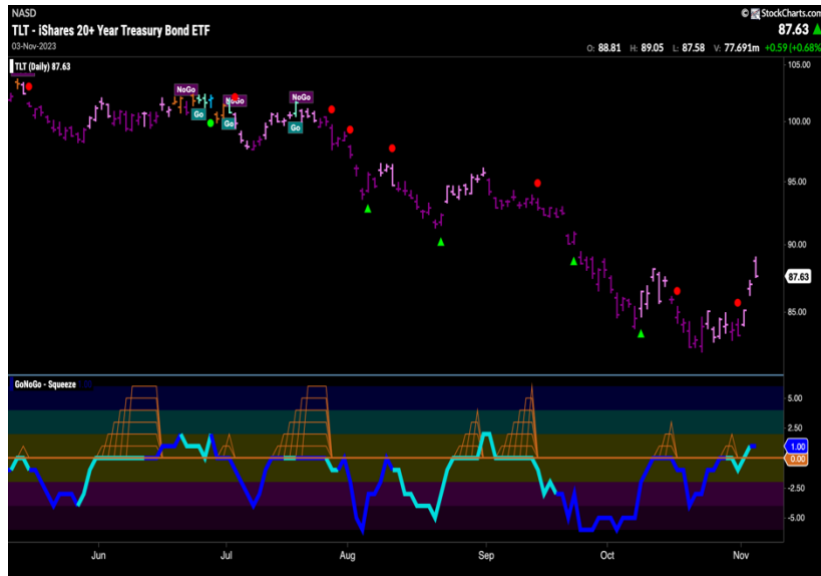 NASD
© StockCharts.com
TLT - iShares 20+ Year Treasury Bond ETF
87.63
03-Nov-2023
O: 88.81 H: 89.05 L: 87.58 V: 77.691m +0.59 (+0.68%)
TLT (Daily) 87.63
105.00
NoGo
NoGo
NoGo
Go
Go
Go
100.00
95.00
90.00
87.63
85.00
GoNoGo - Squeeze
5.00
2.50
1.00
0.00
-2.50
-5.00
Jun Jul Aug Sep Oct Nov